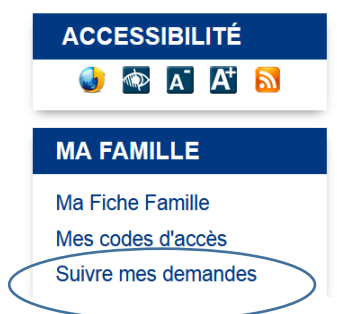 ACCESSIBILITÉ
A- A+
MA FAMILLE
Ma Fiche Famille
Mes codes d'accès
Suivre mes demandes